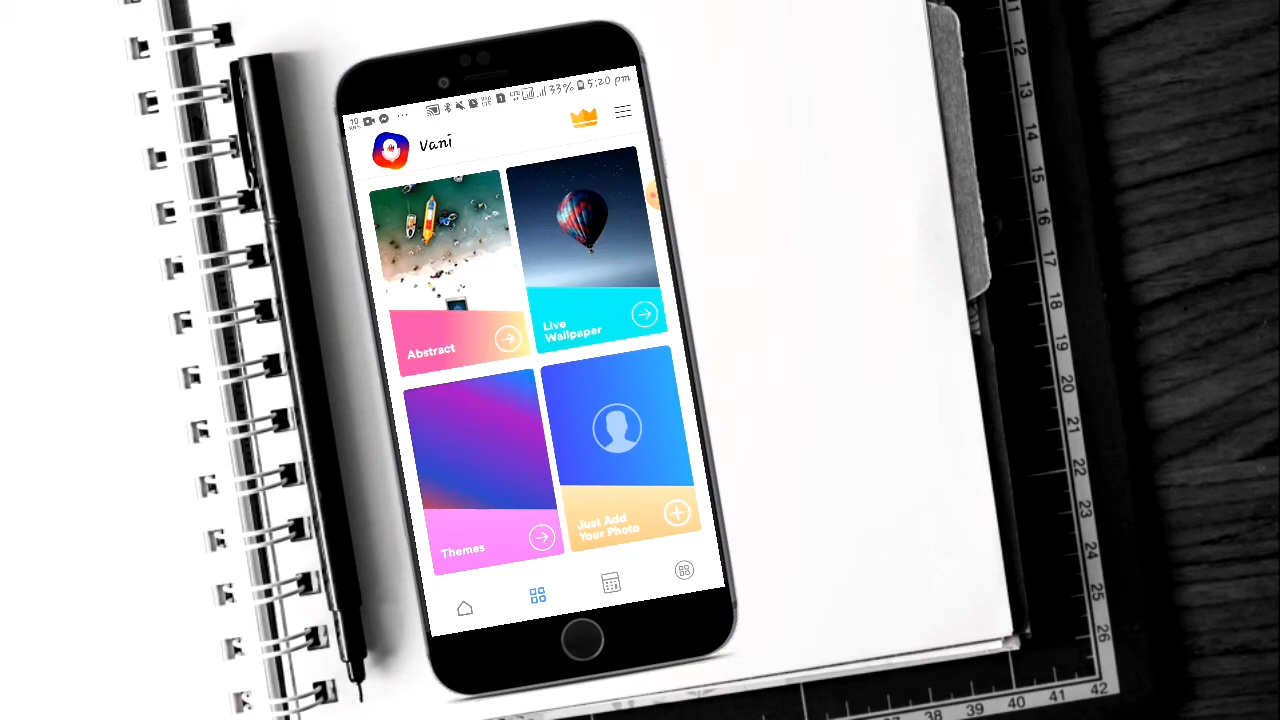 33% 5:20 pm
Vani
Abstract
Live
Wallpaper
Themes
Just Add
Your Photo
11
12
13
14
15
16
17
18
19
20
21
22
23
24
25
26
38
39
40
41
42